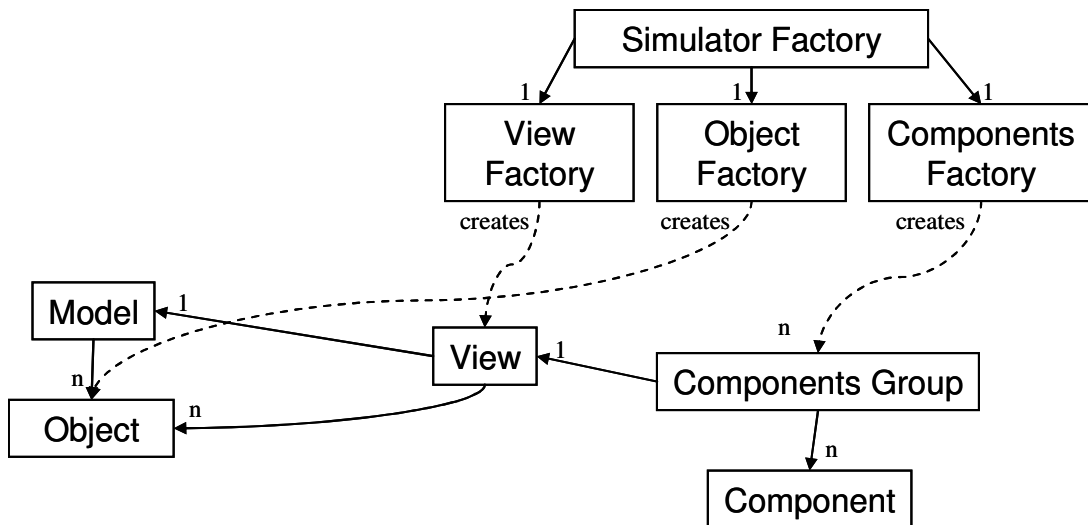 Simulator Factory
1
1
1
View
Factory
Object
Factory
Components
Factory
creates
creates
creates
Model
1
n
View
1
n
Components Group
n
Object
n
n
Component